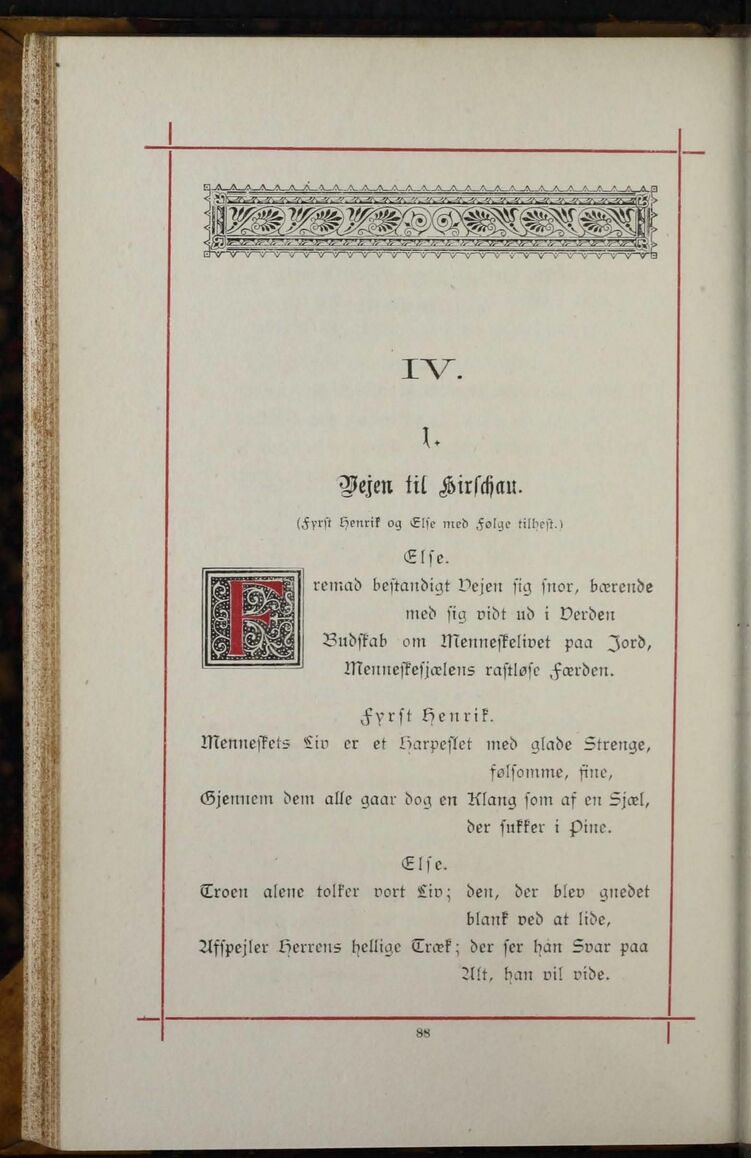 IV.
I.
Vejen til Hirschau.
(Fyrst Henrik og Else med Følge tilhest.)
Else.
Fremad bestandigt Vejen sig snor, bærende
med sig vidt ud i Verden
Budskab om Menneskelivet paa Jord,
Menneskesjælens rastløse Færden.
Fyrst Henrik.
Menneskets Liv er et Harpeslet med glade Strenge,
følsomme, fine,
Gjennem dem alle gaar dog en Klang som af en Sjæl,
der sukker i Pine.
Else.
Troen alene tolker vort Liv; den, der blev gnedet
blank ved at lide,
Afspejler Herrens hellige Træk; der ser han Svar paa
Alt, han vil vide.
88